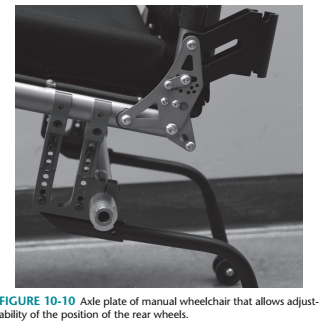 FIGURE 10-10 Axle plate of manual wheelchair that allows adjust-
ability of the position of the rear wheels.